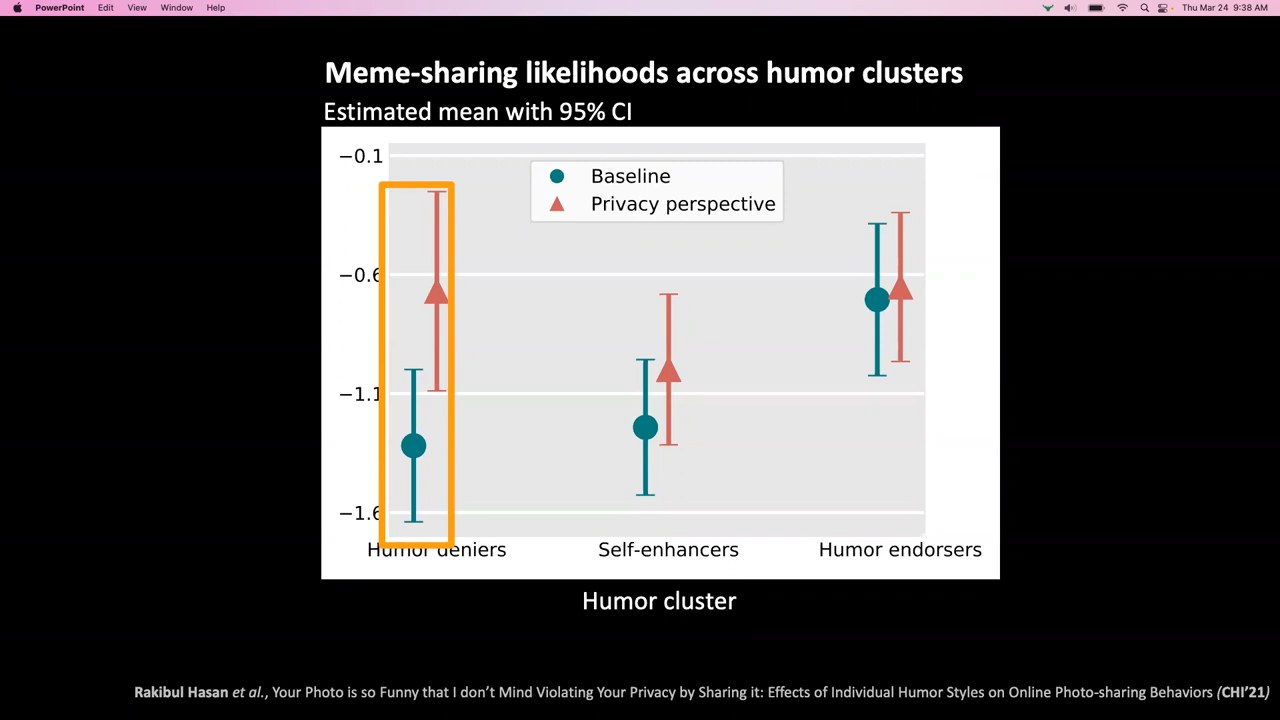 PowerPoint Edit View Window Help Thu Mar 24 9:38 AM
Meme-sharing likelihoods across humor clusters
Estimated mean with 95% CI
−0.1
Baseline
Privacy perspective
−0.6
−1.1
−1.6
Humor deniers Self-enhancers Humor endorsers
Humor cluster
Rakibul Hasan et al., Your Photo is so Funny that I don't Mind Violating Your Privacy by Sharing it: Effects of Individual Humor Styles on Online Photo-sharing Behaviors (CHI'21)